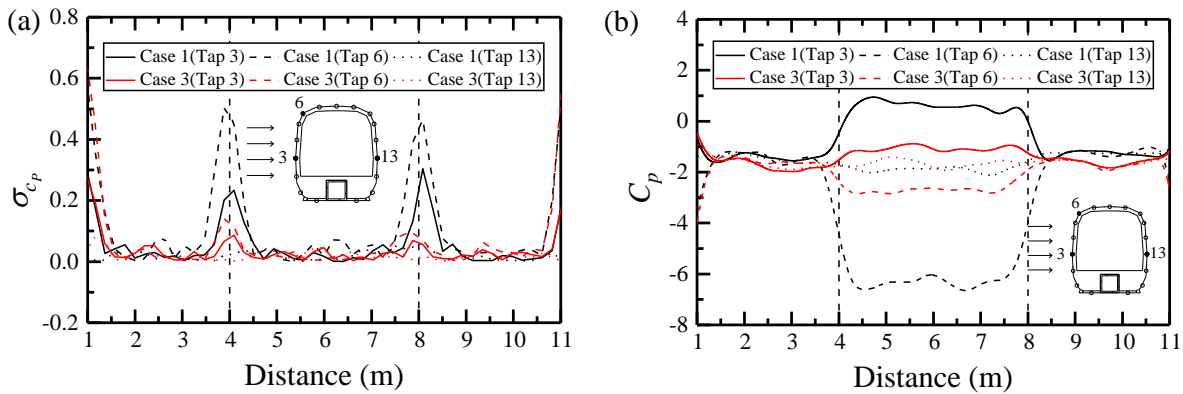 (a)
0.8
0.6
0.4
0.2
0.0
-0.2
σcp
Case 1(Tap 3) Case 1(Tap 6) Case 1(Tap 13)
Case 3(Tap 3) Case 3(Tap 6) Case 3(Tap 13)
6
3
13
1 2 3 4 5 6 7 8 9 10 11
Distance (m)
(b)
4
2
0
-2
-4
-6
-8
Cp
Case 1(Tap 3) Case 1(Tap 6) Case 1(Tap 13)
Case 3(Tap 3) Case 3(Tap 6) Case 3(Tap 13)
6
3
13
1 2 3 4 5 6 7 8 9 10 11
Distance (m)